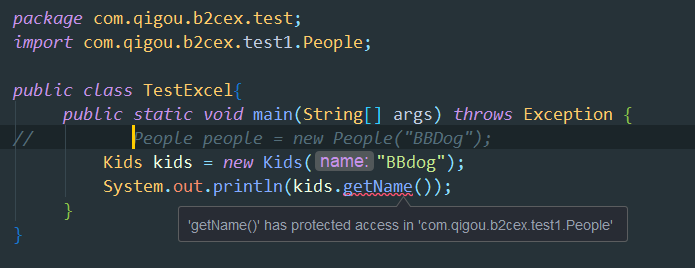 package com.qigou.b2cex.test;
import com.qigou.b2cex.test1.People;
public class TestExcel{
public static void main(String[] args) throws Exception {
// People people = new People("BBDog");
Kids kids = new Kids( name: "BBdog");
System.out.println(kids.getName());
}
'getName()' has protected access in 'com.qigou.b2cex.test1.People'
}